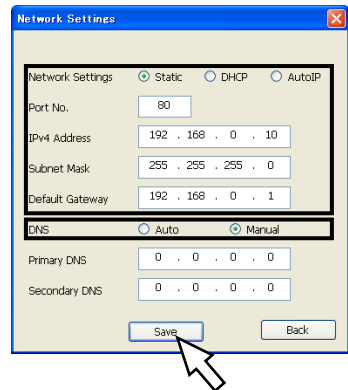 Network Settings
Network Settings Static DHCP AutoIP
Port No. 80
IPv4 Address 192 . 168 . 0 . 10
Subnet Mask 255 . 255 . 255 . 0
Default Gateway 192 . 168 . 0 . 1
DNS Auto Manual
Primary DNS 0 . 0 . 0 . 0
Secondary DNS 0 . 0 . 0 . 0
Save Back